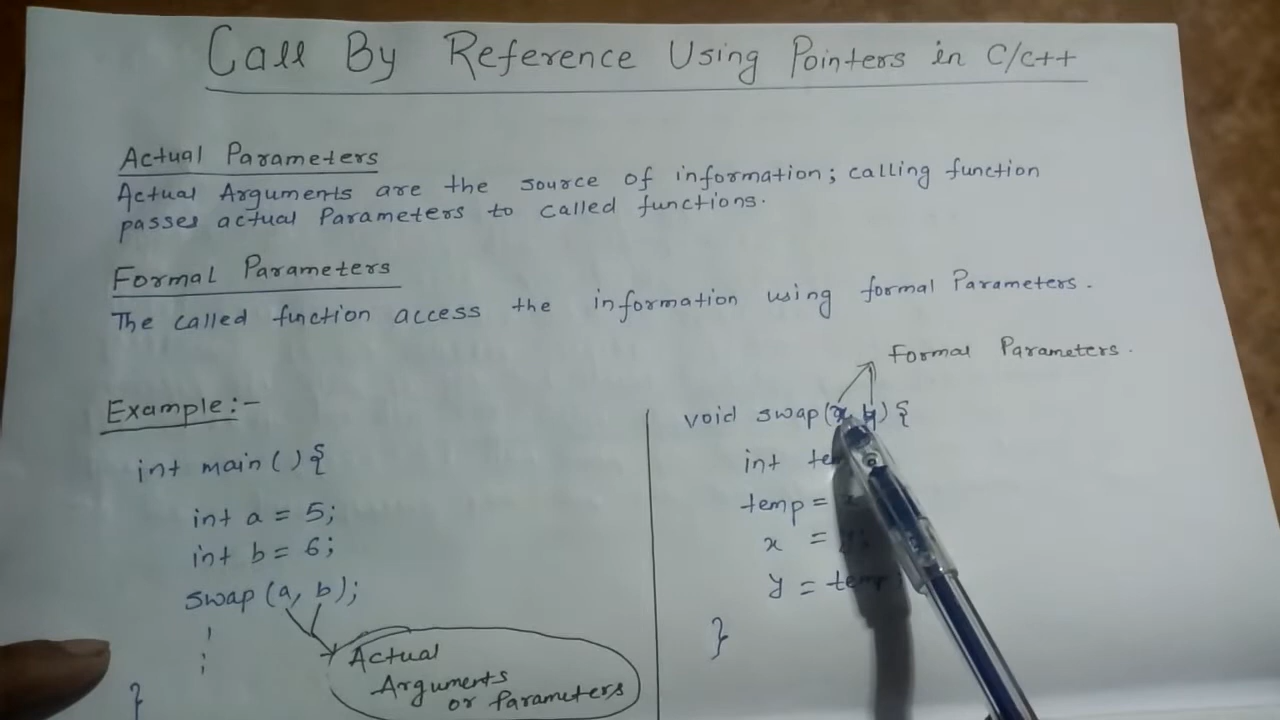 Call By Reference Using Pointers in C/C++
Actual Parameters
Actual Arguments are the source of information; calling function
passes actual Parameters to called functions.
Formal Parameters
The called function access the information using formal Parameters.
Formal Parameters.
Example:-
int main() {
int a = 5;
int b = 6;
swap (a, b);
}
Actual
Arguments
or Parameters
void swap(x, y) {
int
temp =
x =
y = temp
}